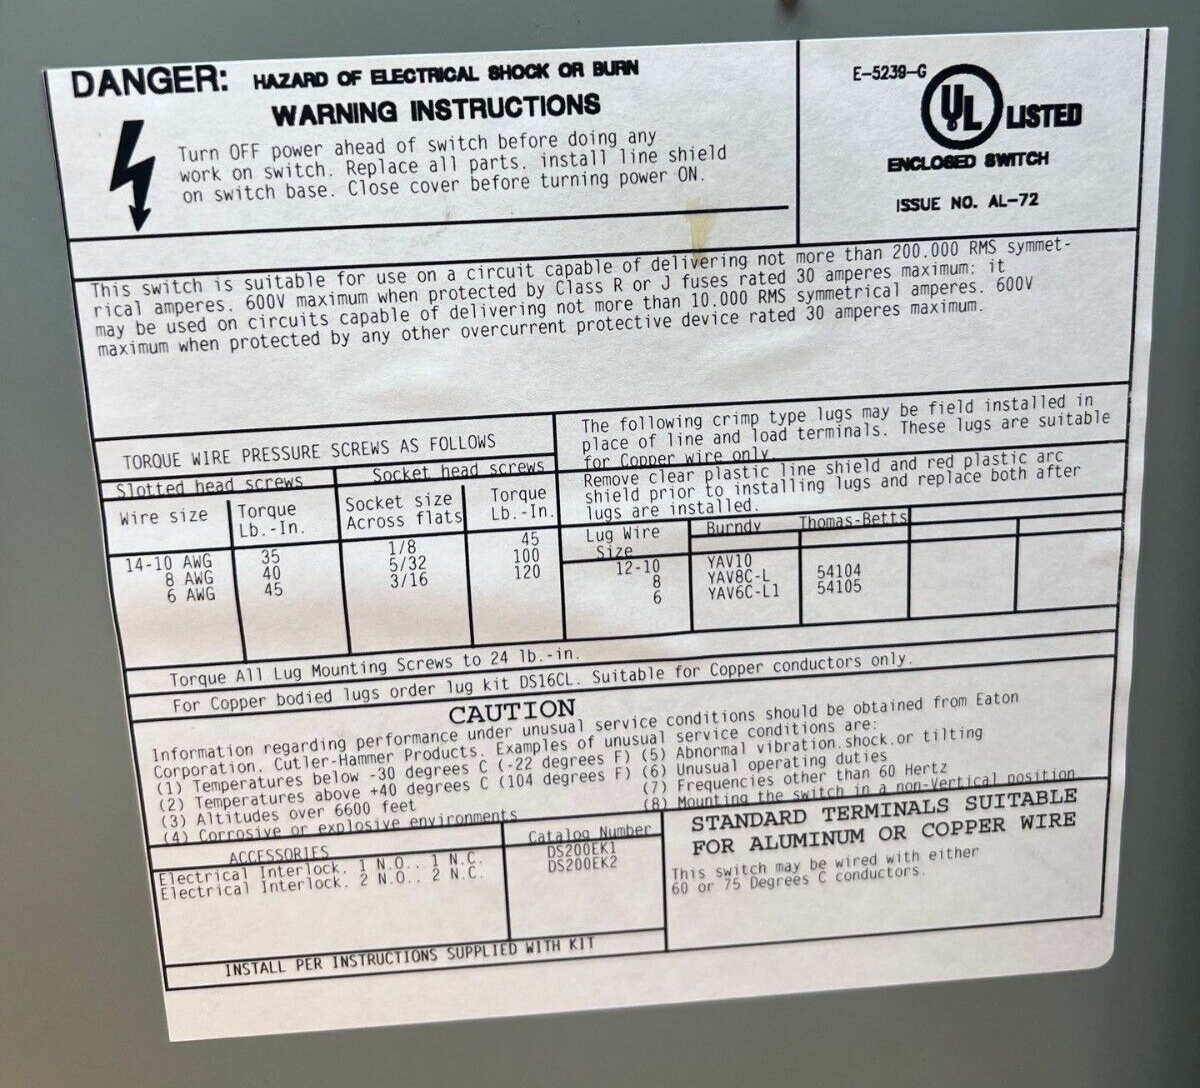 DANGER: HAZARD OF ELECTRICAL SHOCK OR BURN
WARNING INSTRUCTIONS
Turn OFF power ahead of switch before doing any
work on switch. Replace all parts. install line shield
on switch base. Close cover before turning power ON.
E-5239-G
UL LISTED
ENCLOSED SWITCH
ISSUE NO. AL-72
This switch is suitable for use on a circuit capable of delivering not more than 200.000 RMS symmet-
rical amperes. 600V maximum when protected by Class R or J fuses rated 30 amperes maximum: it
may be used on circuits capable of delivering not more than 10.000 RMS symmetrical amperes. 600V
maximum when protected by any other overcurrent protective device rated 30 amperes maximum.
TORQUE WIRE PRESSURE SCREWS AS FOLLOWS
Slotted head screws
Socket head screws
Wire size
Torque
Lb.-In.
Socket size
Across flats
Torque
Lb.-In.
14-10 AWG 35 1/8 45
8 AWG 40 5/32 100
6 AWG 45 3/16 120
The following crimp type lugs may be field installed in
place of line and load terminals. These lugs are suitable
for Copper wire only.
Remove clear plastic line shield and red plastic arc
shield prior to installing lugs and replace both after
lugs are installed.
Lug Wire
Size
Burndy
Thomas-Betts
12-10 YAV10
8 YAV8C-L 54104
6 YAV6C-L1 54105
Torque All Lug Mounting Screws to 24 lb.-in.
For Copper bodied lugs order lug kit DS16CL. Suitable for Copper conductors only.
CAUTION
Information regarding performance under unusual service conditions should be obtained from Eaton
Corporation. Cutler-Hammer Products. Examples of unusual service conditions are:
(1) Temperatures below -30 degrees C (-22 degrees F)
(2) Temperatures above +40 degrees C (104 degrees F)
(3) Altitudes over 6600 feet
(4) Corrosive or explosive environments
(5) Abnormal vibration.shock.or tilting
(6) Unusual operating duties
(7) Frequencies other than 60 Hertz
(8) Mounting the switch in a non-Vertical position
ACCESSORIES
Catalog Number
Electrical Interlock. 1 N.O.. 1 N.C. DS200EK1
Electrical Interlock. 2 N.O.. 2 N.C. DS200EK2
INSTALL PER INSTRUCTIONS SUPPLIED WITH KIT
STANDARD TERMINALS SUITABLE
FOR ALUMINUM OR COPPER WIRE
This switch may be wired with either
60 or 75 Degrees C conductors.